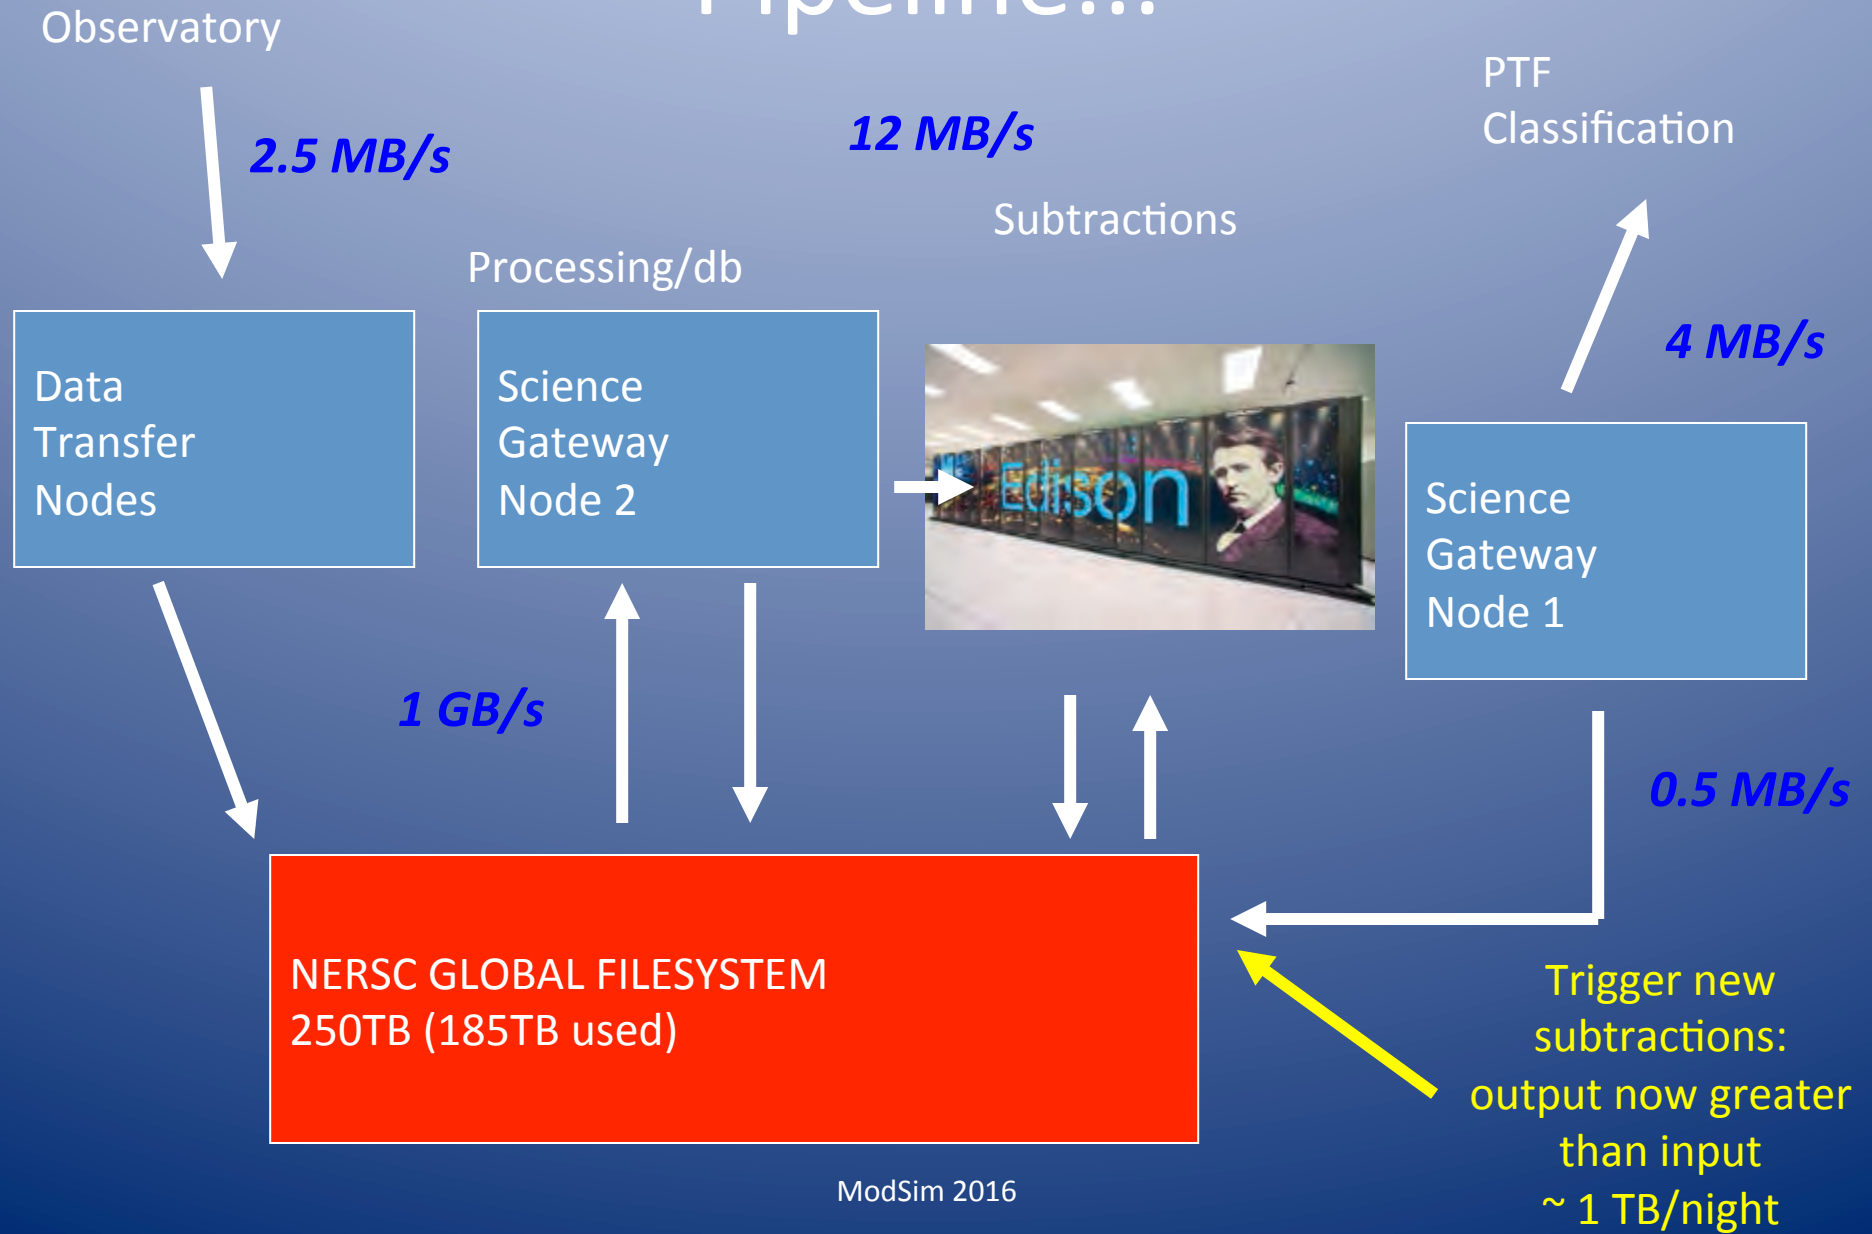 Pipeline...
Observatory
2.5 MB/s
12 MB/s
PTF
Classification
Subtractions
Processing/db
4 MB/s
Data
Transfer
Nodes
Science
Gateway
Node 2
Edison
Science
Gateway
Node 1
1 GB/s
0.5 MB/s
NERSC GLOBAL FILESYSTEM
250TB (185TB used)
Trigger new
subtractions:
output now greater
than input
~ 1 TB/night
ModSim 2016